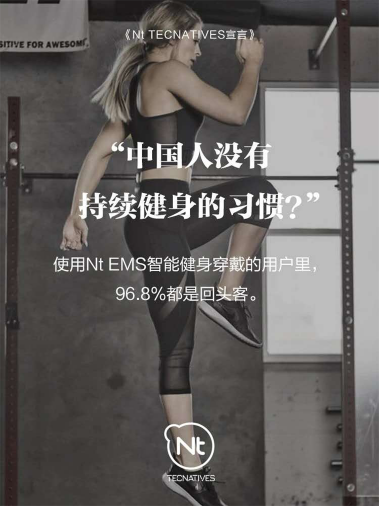 《Nt TECNATIVES宣言》
SITIVE FOR AWESOME
“中国人没有
持续健身的习惯?”
使用Nt EMS智能健身穿戴的用户里，
96.8%都是回头客。
Nt
TECNATIVES